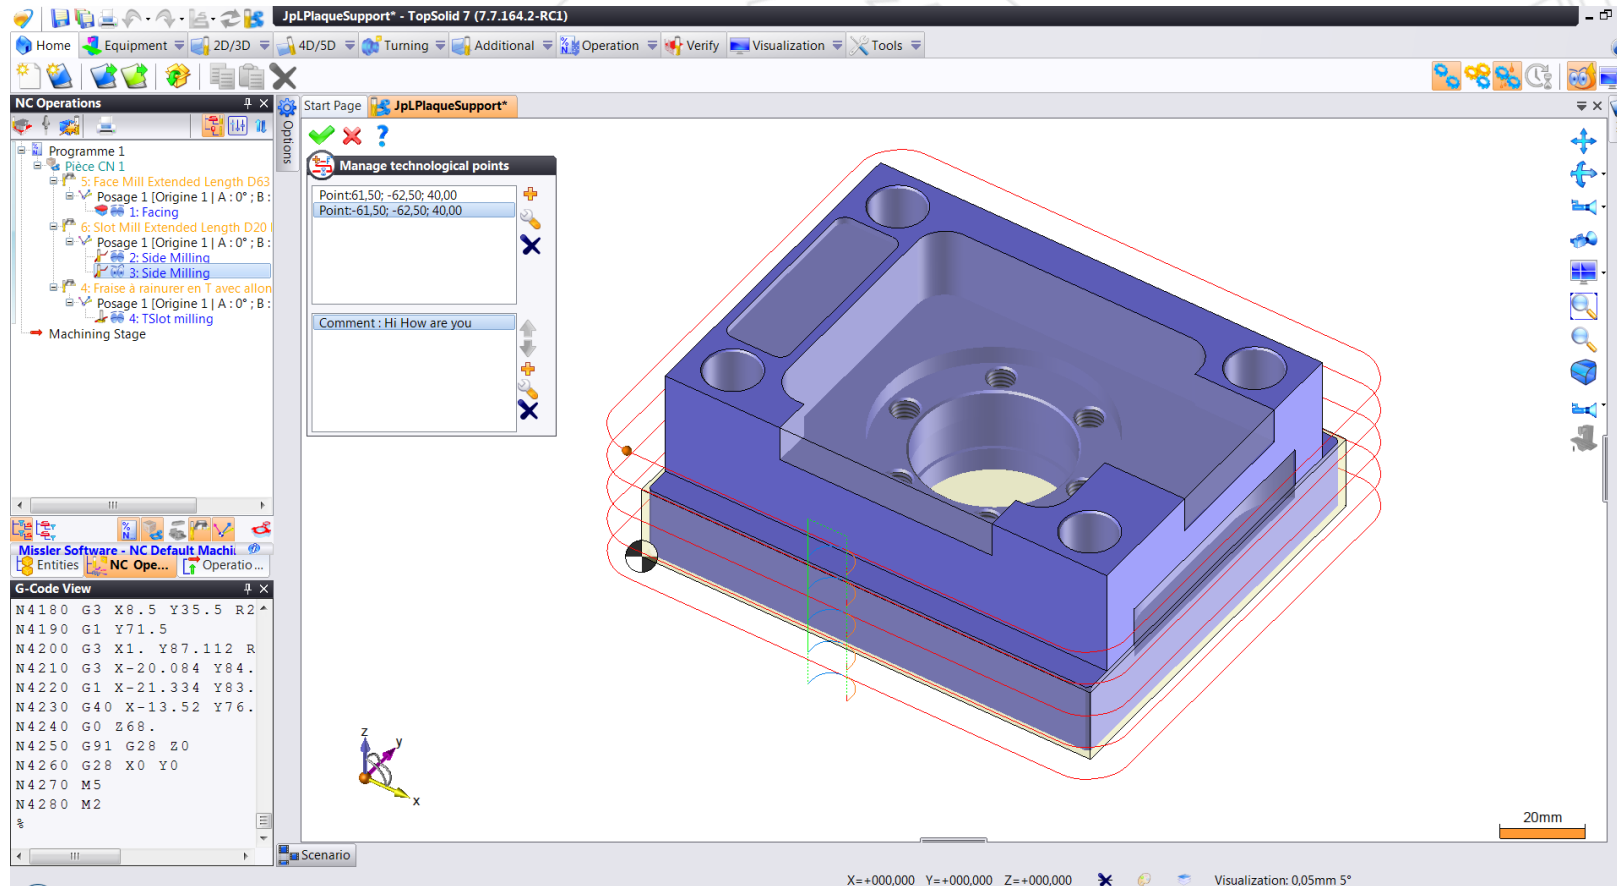 JpLPlaqueSupport* - TopSolid 7 (7.7.164.2-RC1)
Home Equipment 2D/3D 4D/5D Turning Additional Operation Verify Visualization Tools
NC Operations
Start Page JpLPlaqueSupport*
Options
Programme 1
Pièce CN 1
5: Face Mill Extended Length D63
Posage 1 [Origine 1 | A : 0° ; B :
1: Facing
6: Slot Mill Extended Length D20
Posage 1 [Origine 1 | A : 0° ; B :
2: Side Milling
3: Side Milling
4: Fraise à rainurer en T avec allon
Posage 1 [Origine 1 | A : 0° ; B :
4: TSlot milling
Machining Stage
Manage technological points
Point:61,50; -62,50; 40,00
Point:-61,50; -62,50; 40,00
Comment : Hi How are you
Missler Software - NC Default Machi
Entities NC Ope... Operatio...
G-Code View
N4180 G3 X8.5 Y35.5 R2
N4190 G1 Y71.5
N4200 G3 X1. Y87.112 R
N4210 G3 X-20.084 Y84.
N4220 G1 X-21.334 Y83.
N4230 G40 X-13.52 Y76.
N4240 G0 Z68.
N4250 G91 G28 Z0
N4260 G28 X0 Y0
N4270 M5
N4280 M2
%
z
y
x
20mm
Scenario
X=+000,000 Y=+000,000 Z=+000,000 Visualization: 0,05mm 5°